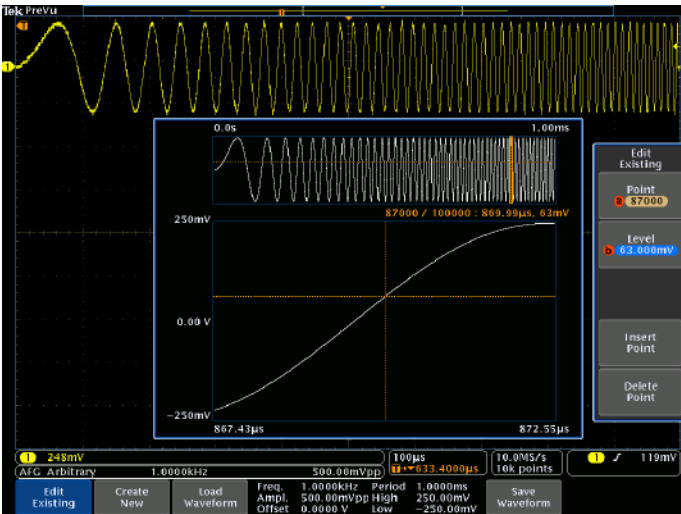 Tek PreVu
T
T
1
0.0s 1.00ms
87000 / 100000 : 869.99µs, 63mV
250mV
0.00 V
−250mV
867.43µs 872.55µs
Edit
Existing
Point
a 87000
Level
b 63.000mV
Insert
Point
Delete
Point
1 248mV
100µs
T→▼633.4000µs
10.0MS/s
10k points
1 119mV
AFG Arbitrary 1.0000kHz 500.00mVpp
Edit
Existing
Create
New
Load
Waveform
Freq. 1.0000kHz Period 1.0000ms
Ampl. 500.00mVpp High 250.00mV
Offset 0.0000 V Low −250.00mV
Save
Waveform